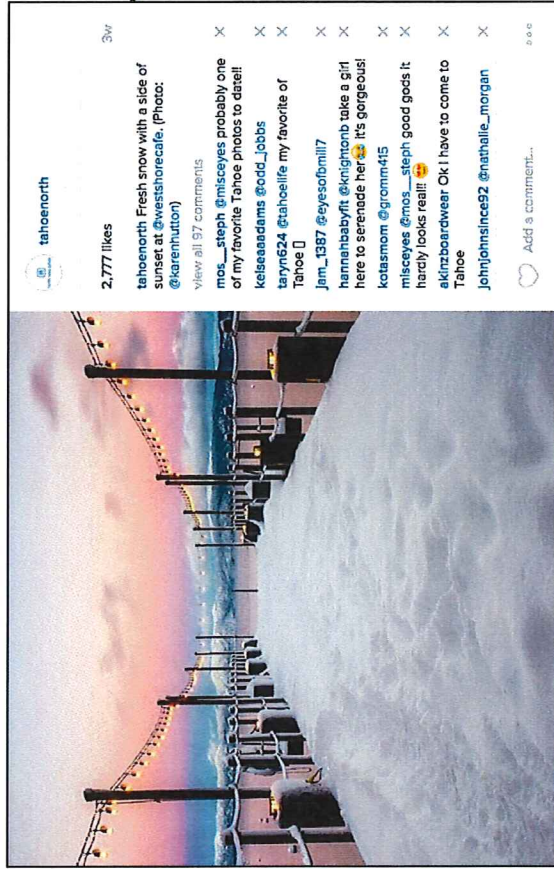 tahoenorth
2,777 likes
3w
tahoenorth Fresh snow with a side of
sunset at @westshorecafe. (Photo:
@karenhutton)
view all 97 comments
mos__steph @misceyes probably one
of my favorite Tahoe photos to date!!
kelseaaadams @odd_jobbs
taryn624 @tahoelife my favorite of
Tahoe
jam_1387 @eyesofbmill7
hannahbabyfit @knightonb take a girl
here to serenade her😄 it's gorgeous!
kotasmom @gromm415
misceyes @mos__steph good gods it
hardly looks real!! 😍
akinzboardwear Ok I have to come to
Tahoe
johnjohnsince92 @nathalie_morgan
Add a comment...